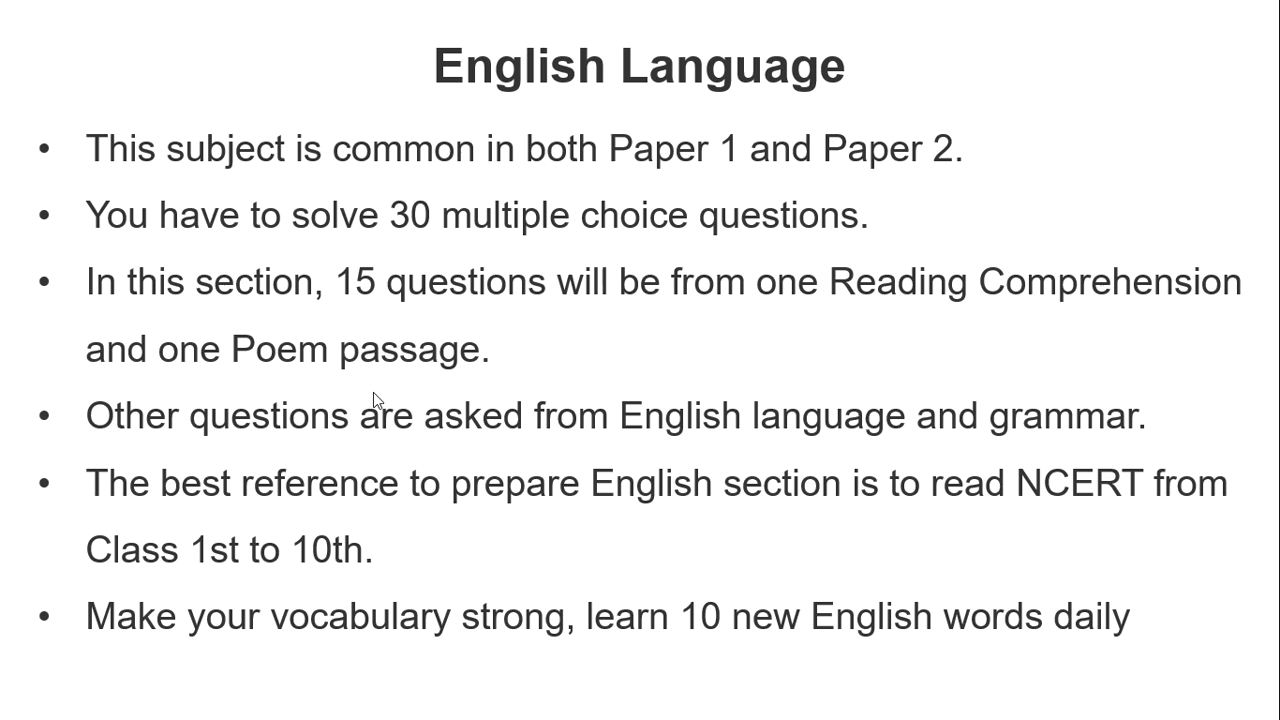 English Language
• This subject is common in both Paper 1 and Paper 2.
• You have to solve 30 multiple choice questions.
• In this section, 15 questions will be from one Reading Comprehension
and one Poem passage.
• Other questions are asked from English language and grammar.
• The best reference to prepare English section is to read NCERT from
Class 1st to 10th.
• Make your vocabulary strong, learn 10 new English words daily